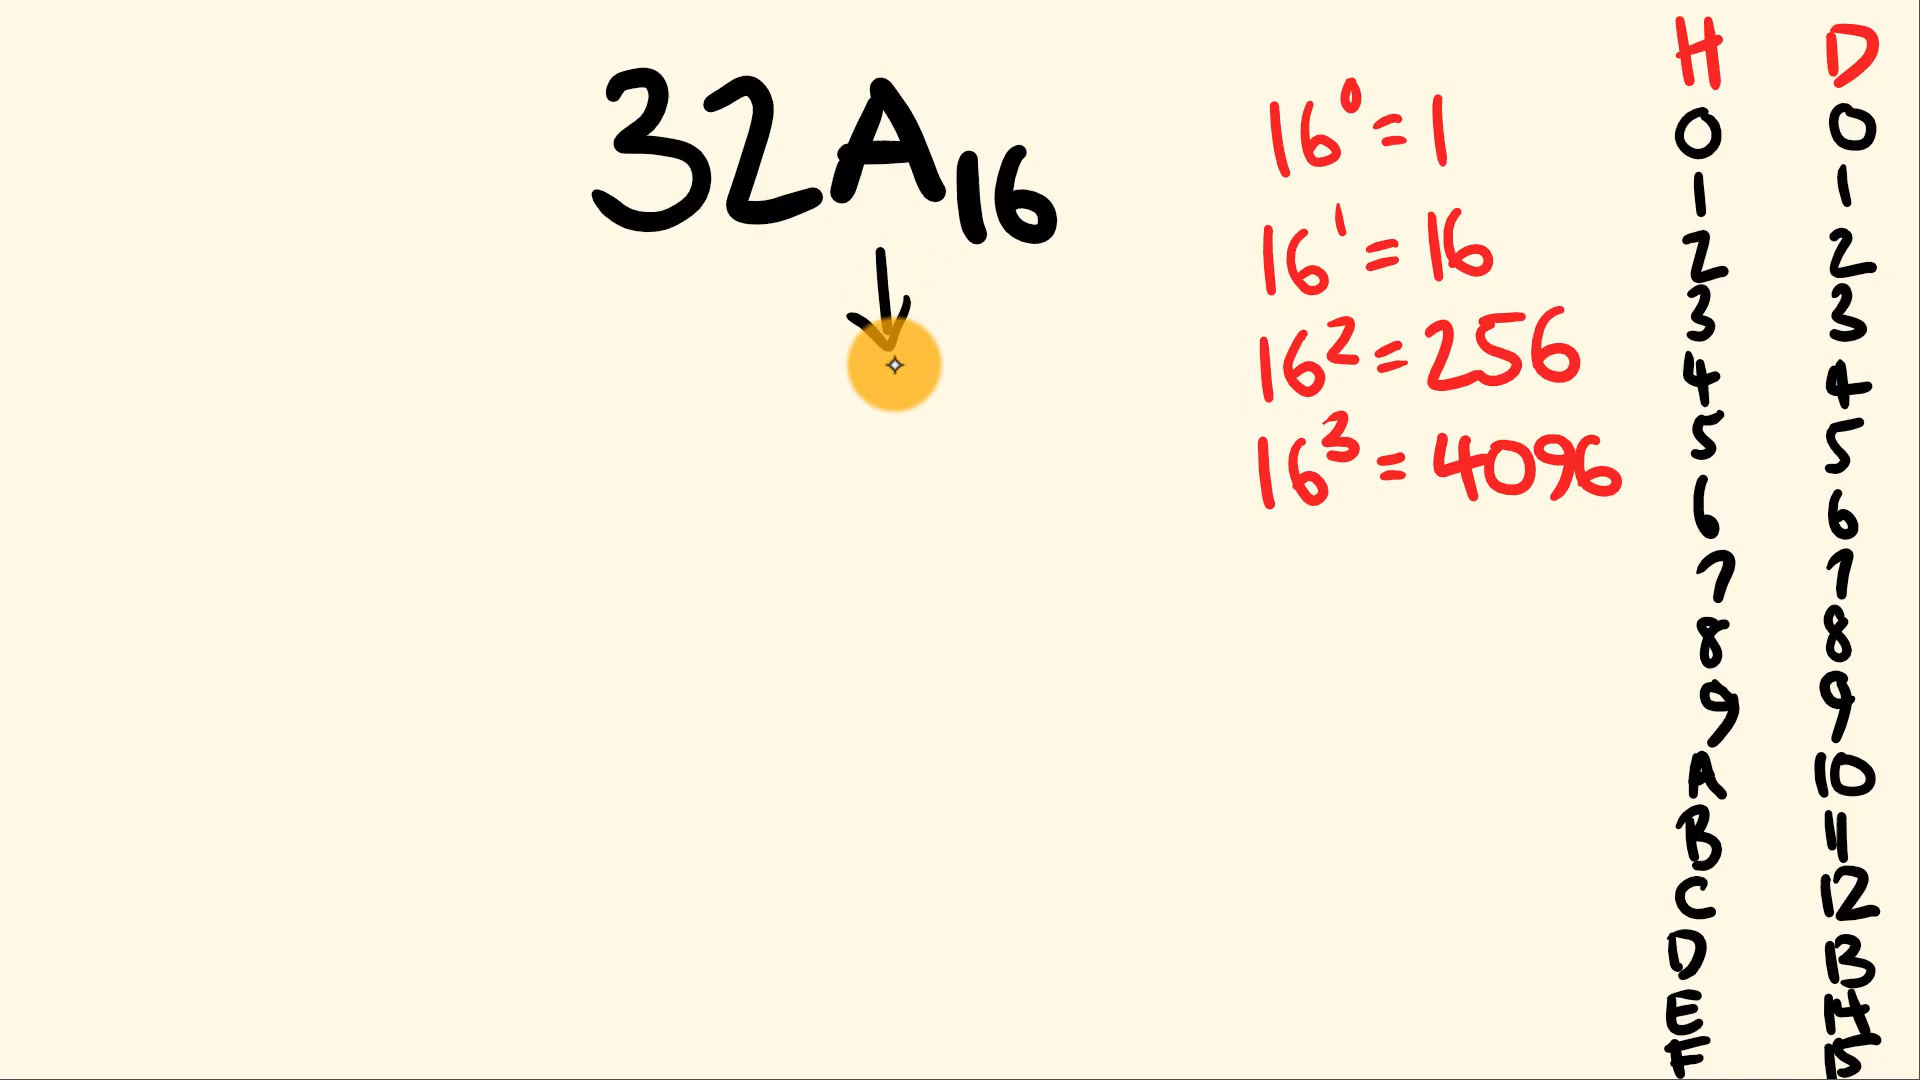 32A₁₆
16⁰ = 1
16¹ = 16
16² = 256
16³ = 4096
H D
0 0
1 1
2 2
3 3
4 4
5 5
6 6
7 7
8 8
9 9
A 10
B 11
C 12
D 13
E 14
F 15